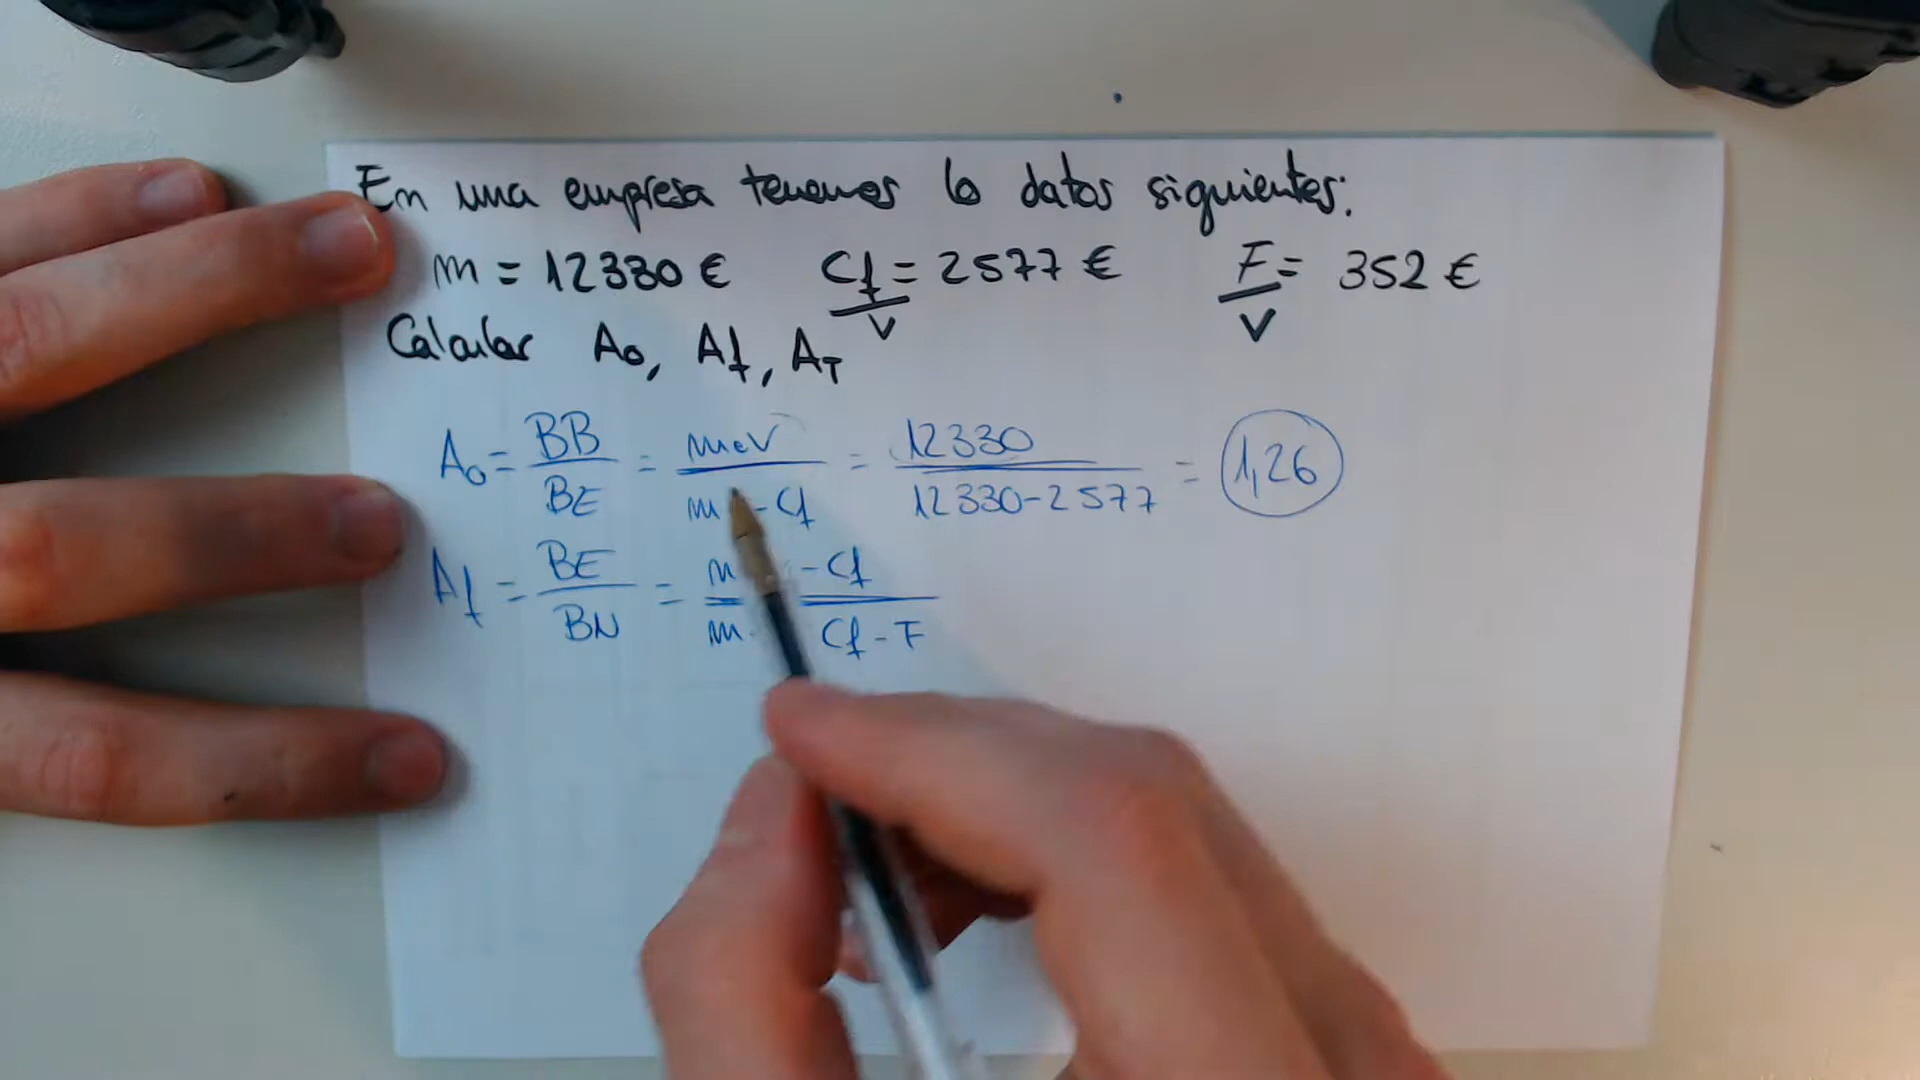 En una empresa tenemos lo datos siguientes:
m = 12330 € Cf/V = 2577 € F/V = 352 €
Calcular Ao, Af, AT
Ao = BB/BE = m·V/m -Cf = 12330/12330-2577 = 1,26
Af = BE/BN = m -Cf/m Cf-F